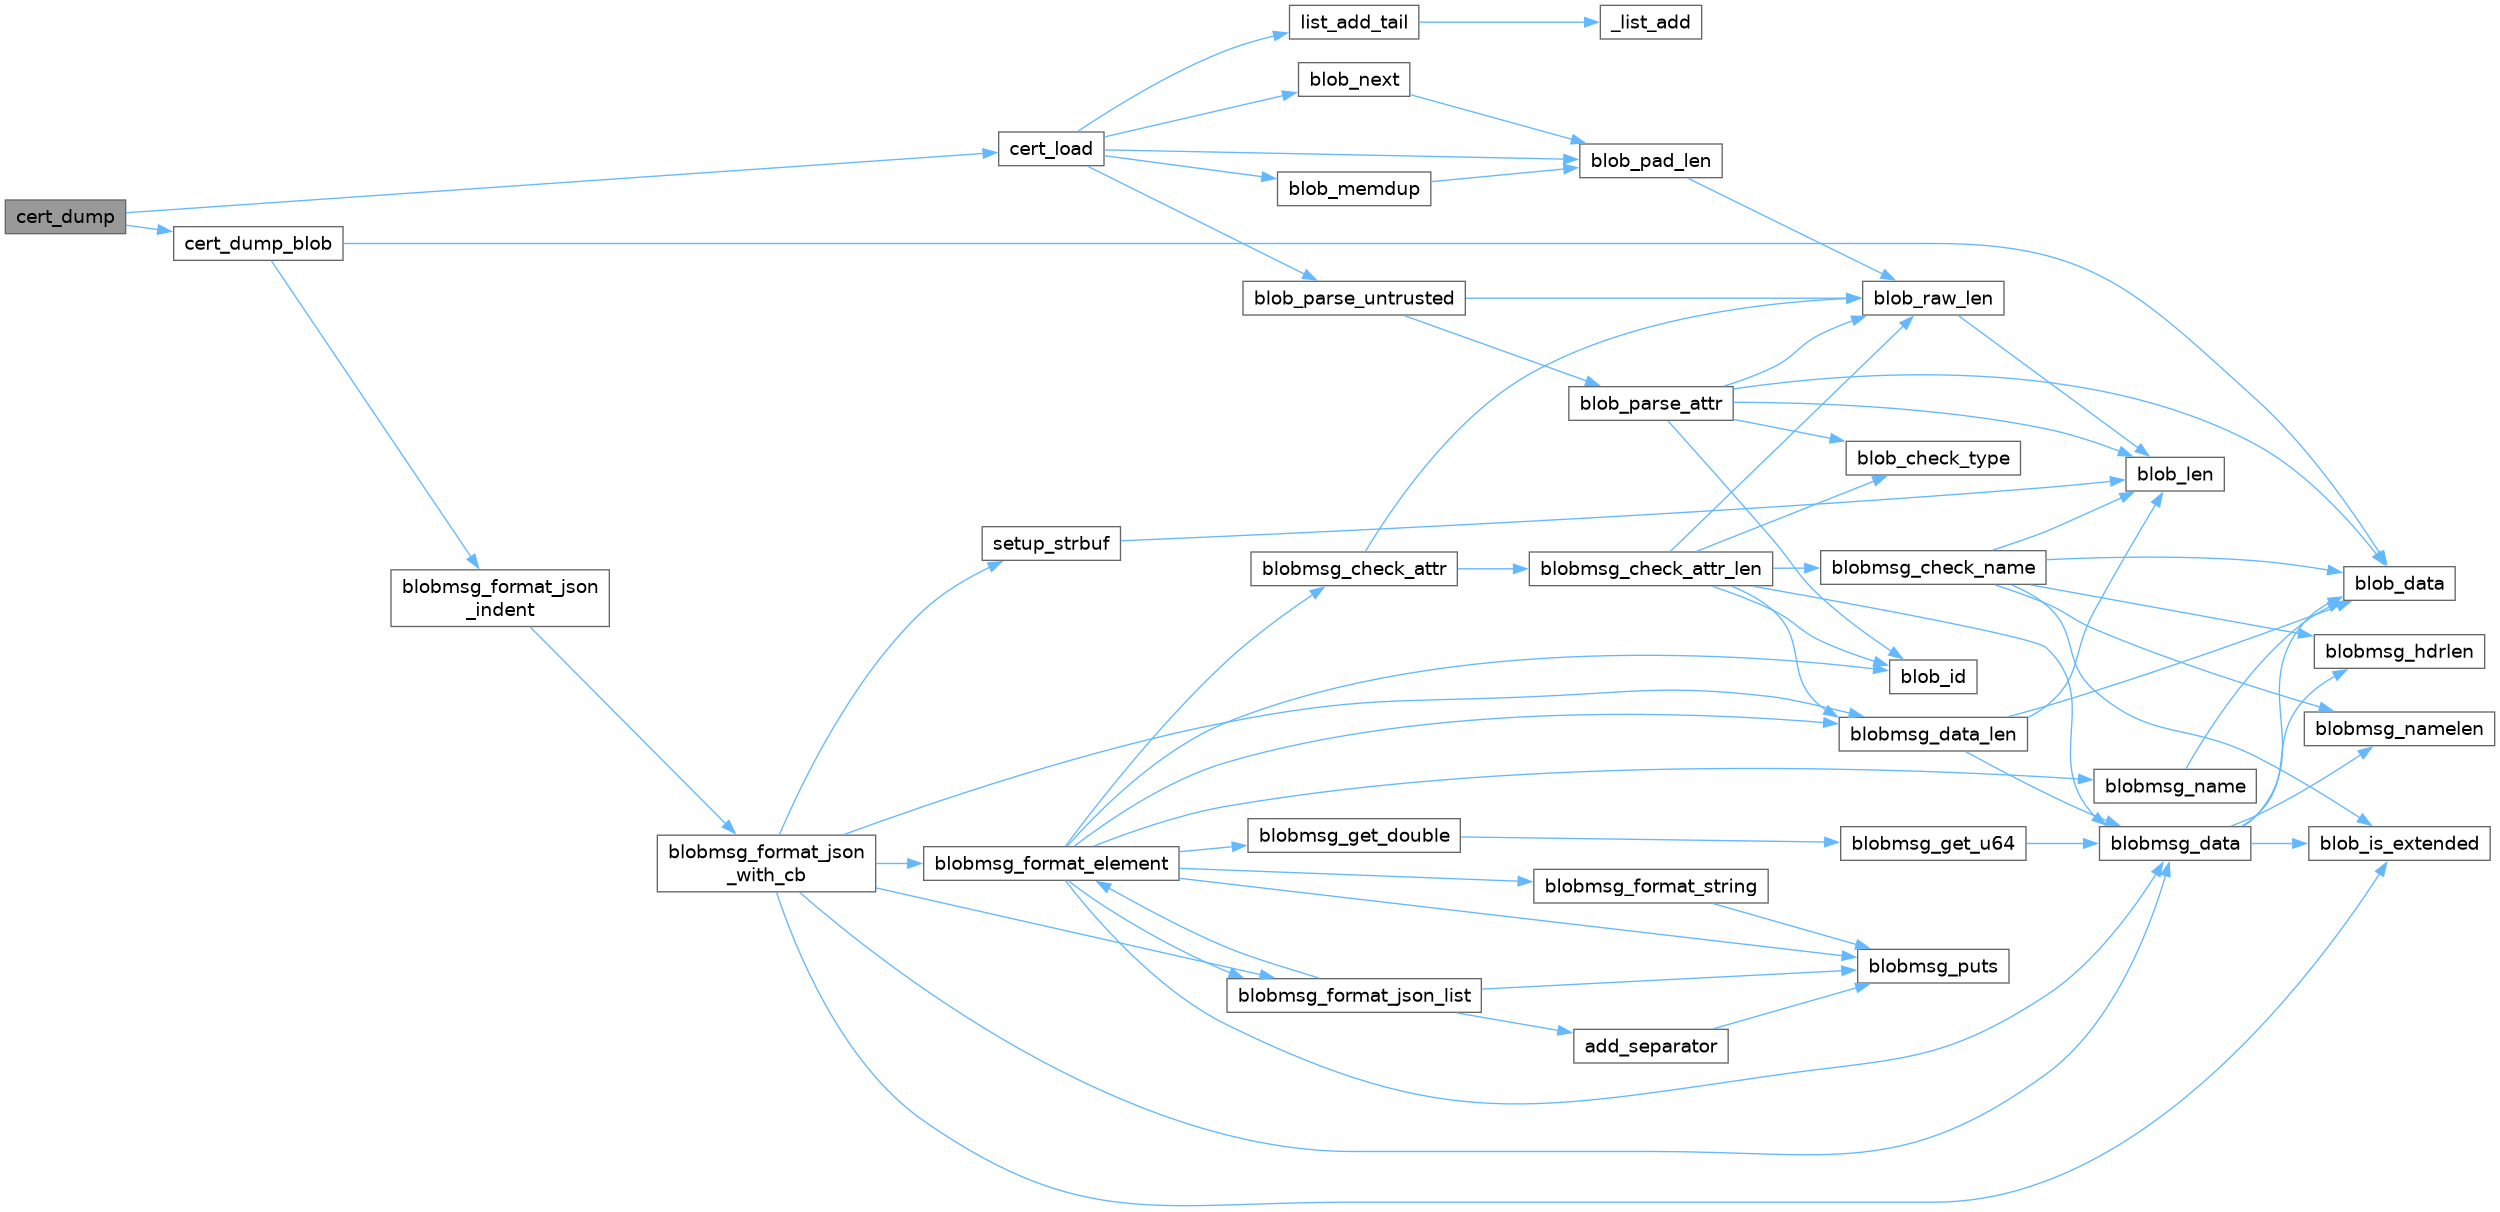 cert_dump
cert_load
list_add_tail
_list_add
blob_next
blob_pad_len
blob_memdup
cert_dump_blob
blob_parse_untrusted
blob_raw_len
blob_parse_attr
blob_check_type
blob_len
setup_strbuf
blobmsg_check_attr
blobmsg_check_attr_len
blobmsg_check_name
blob_data
blobmsg_format_json
_indent
blobmsg_hdrlen
blob_id
blobmsg_namelen
blobmsg_data_len
blobmsg_name
blobmsg_get_double
blobmsg_get_u64
blobmsg_data
blob_is_extended
blobmsg_format_json
_with_cb
blobmsg_format_element
blobmsg_format_string
blobmsg_puts
blobmsg_format_json_list
add_separator